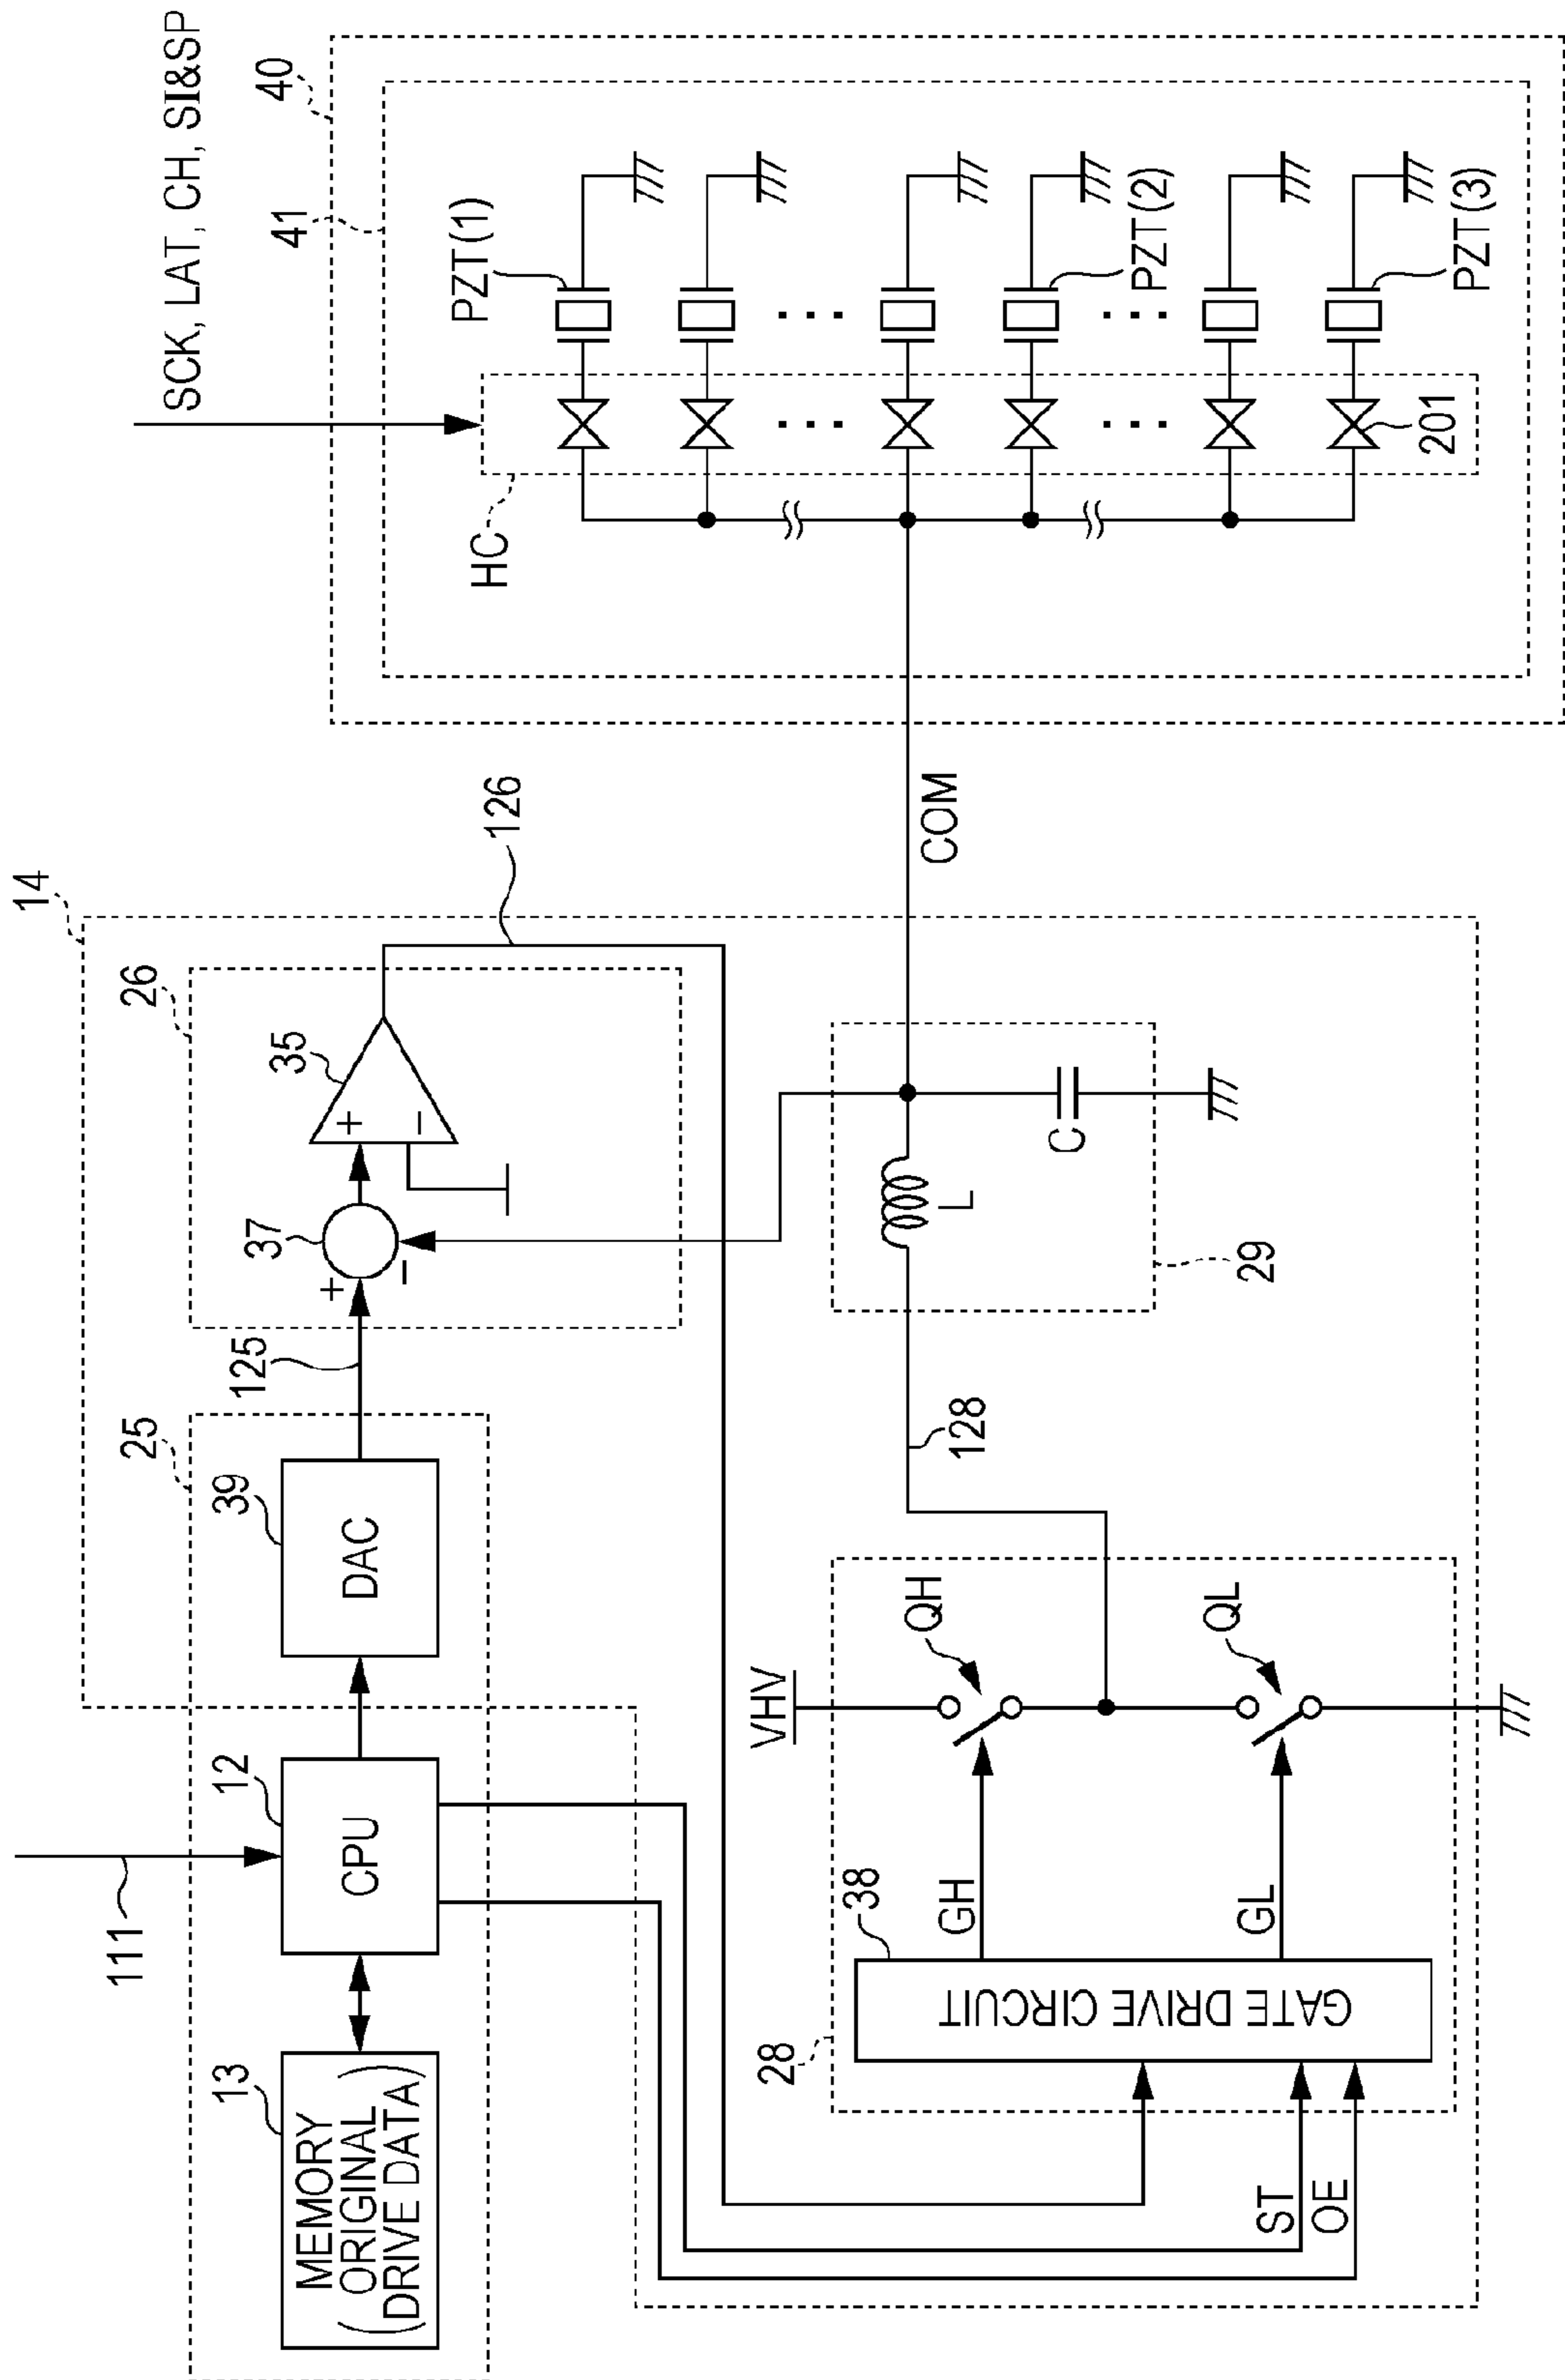 SCK, LAT, CH, SI&SP
40
41
PZT(1)
PZT(2)
PZT(3)
HC
201
COM
14
26
126
35
+
−
37
+
−
125
25
39
DAC
12
CPU
111
13
MEMORY
(ORIGINAL
DRIVE DATA)
L
C
29
128
VHV
QH
QL
GH
GL
38
GATE DRIVE CIRCUIT
28
ST
OE